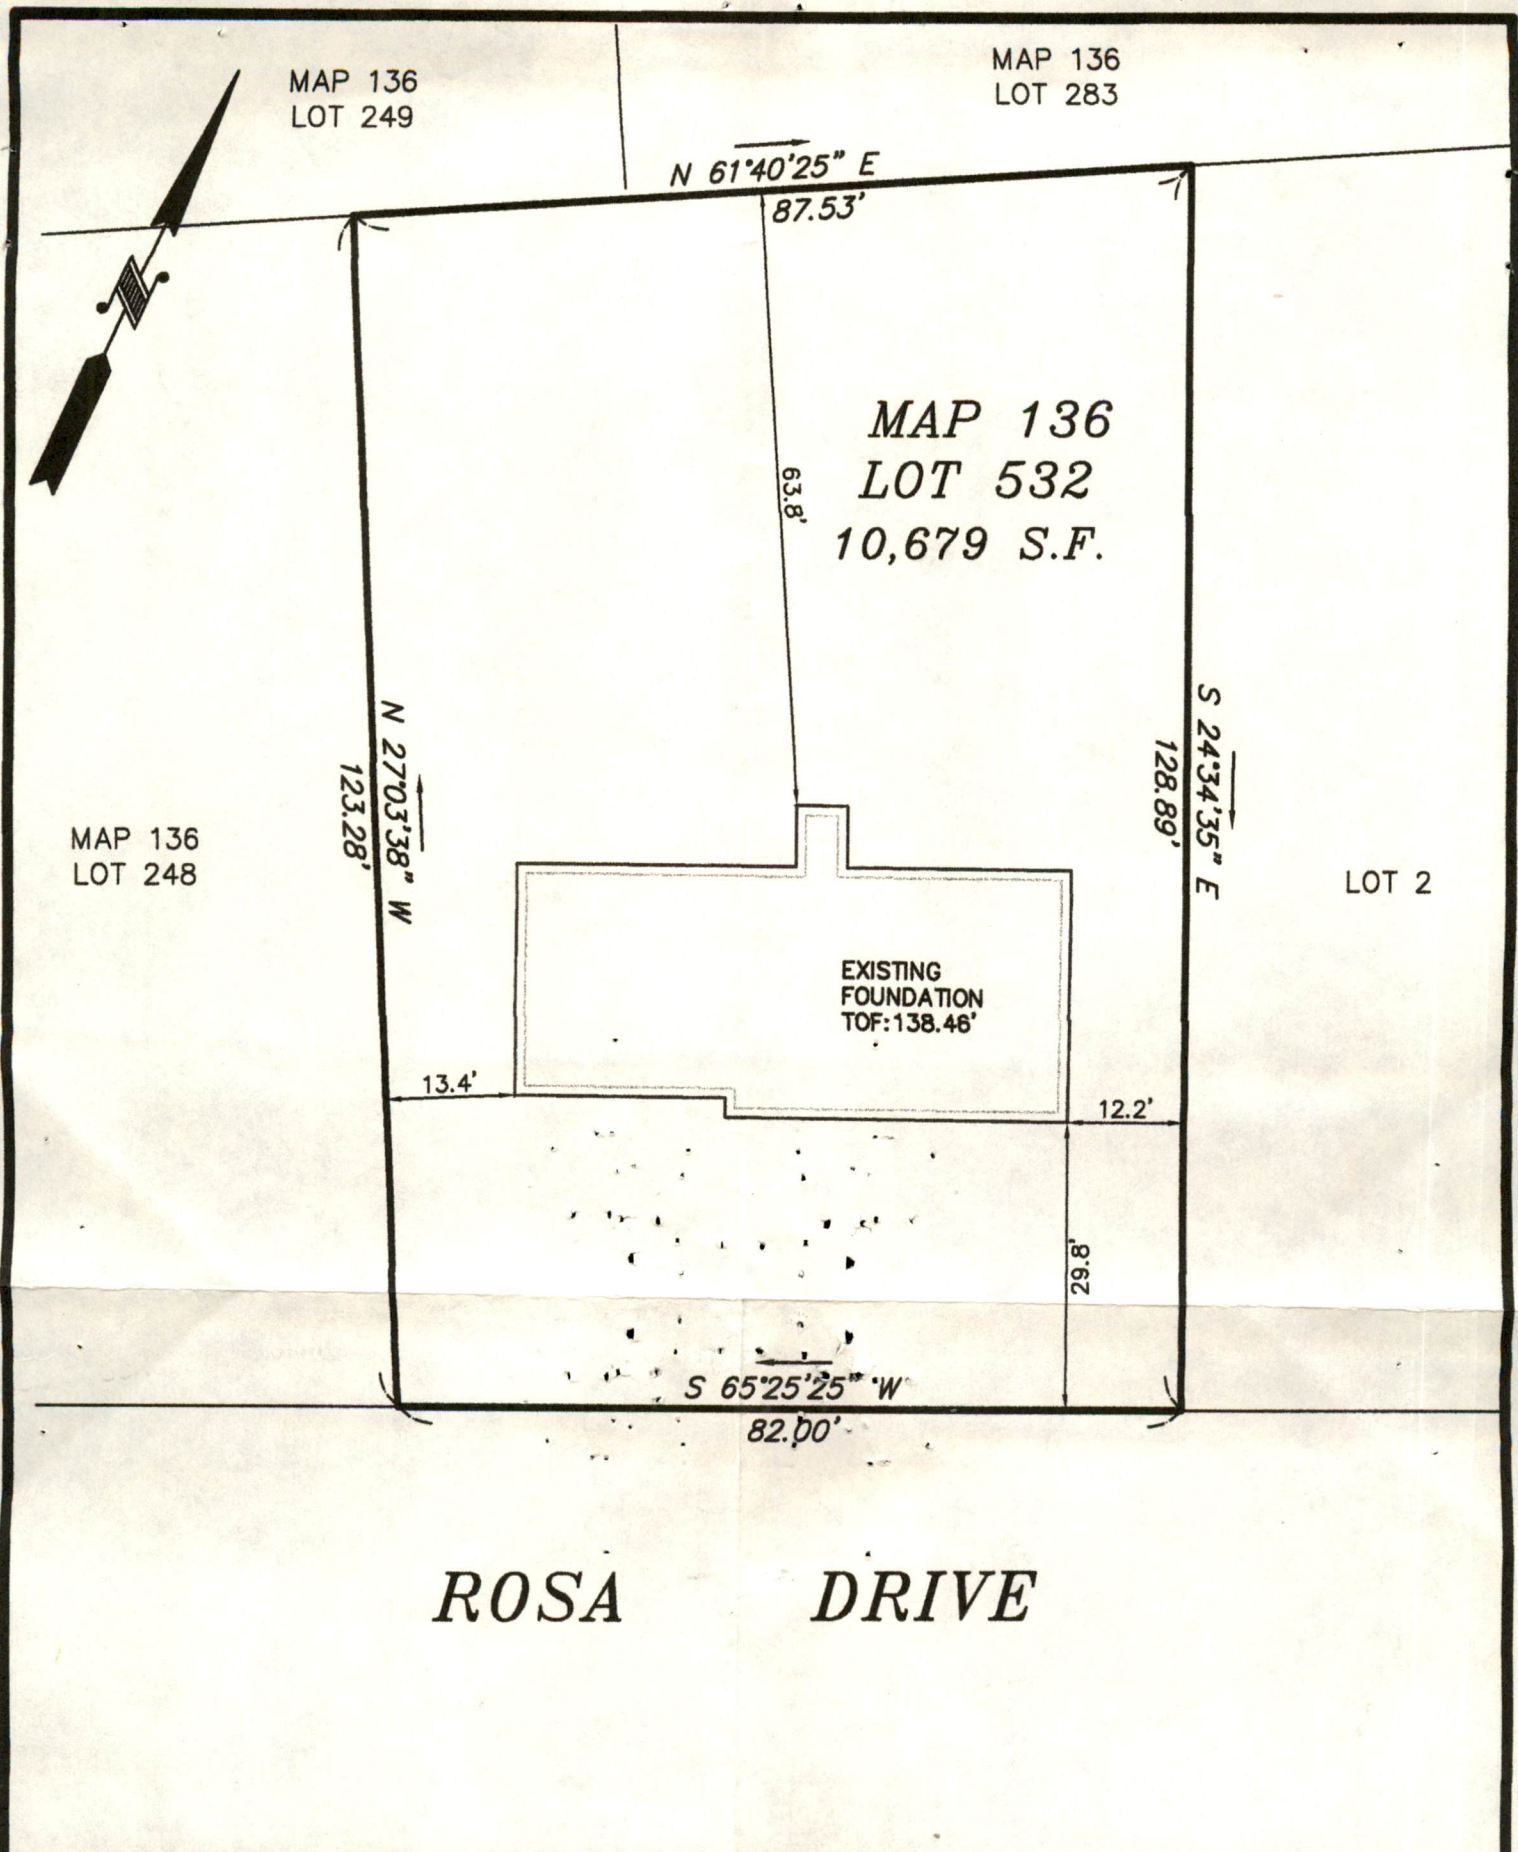 MAP 136
LOT 249
MAP 136
LOT 283
N 61°40'25" E
87.53'
MAP 136
LOT 532
10,679 S.F.
63.8'
N 27°03'38" W
123.28'
S 24°34'35" E
128.89'
MAP 136
LOT 248
LOT 2
EXISTING
FOUNDATION
TOF:138.46'
13.4'
12.2'
29.8'
S 65°25'25" W
82.00'
ROSA DRIVE